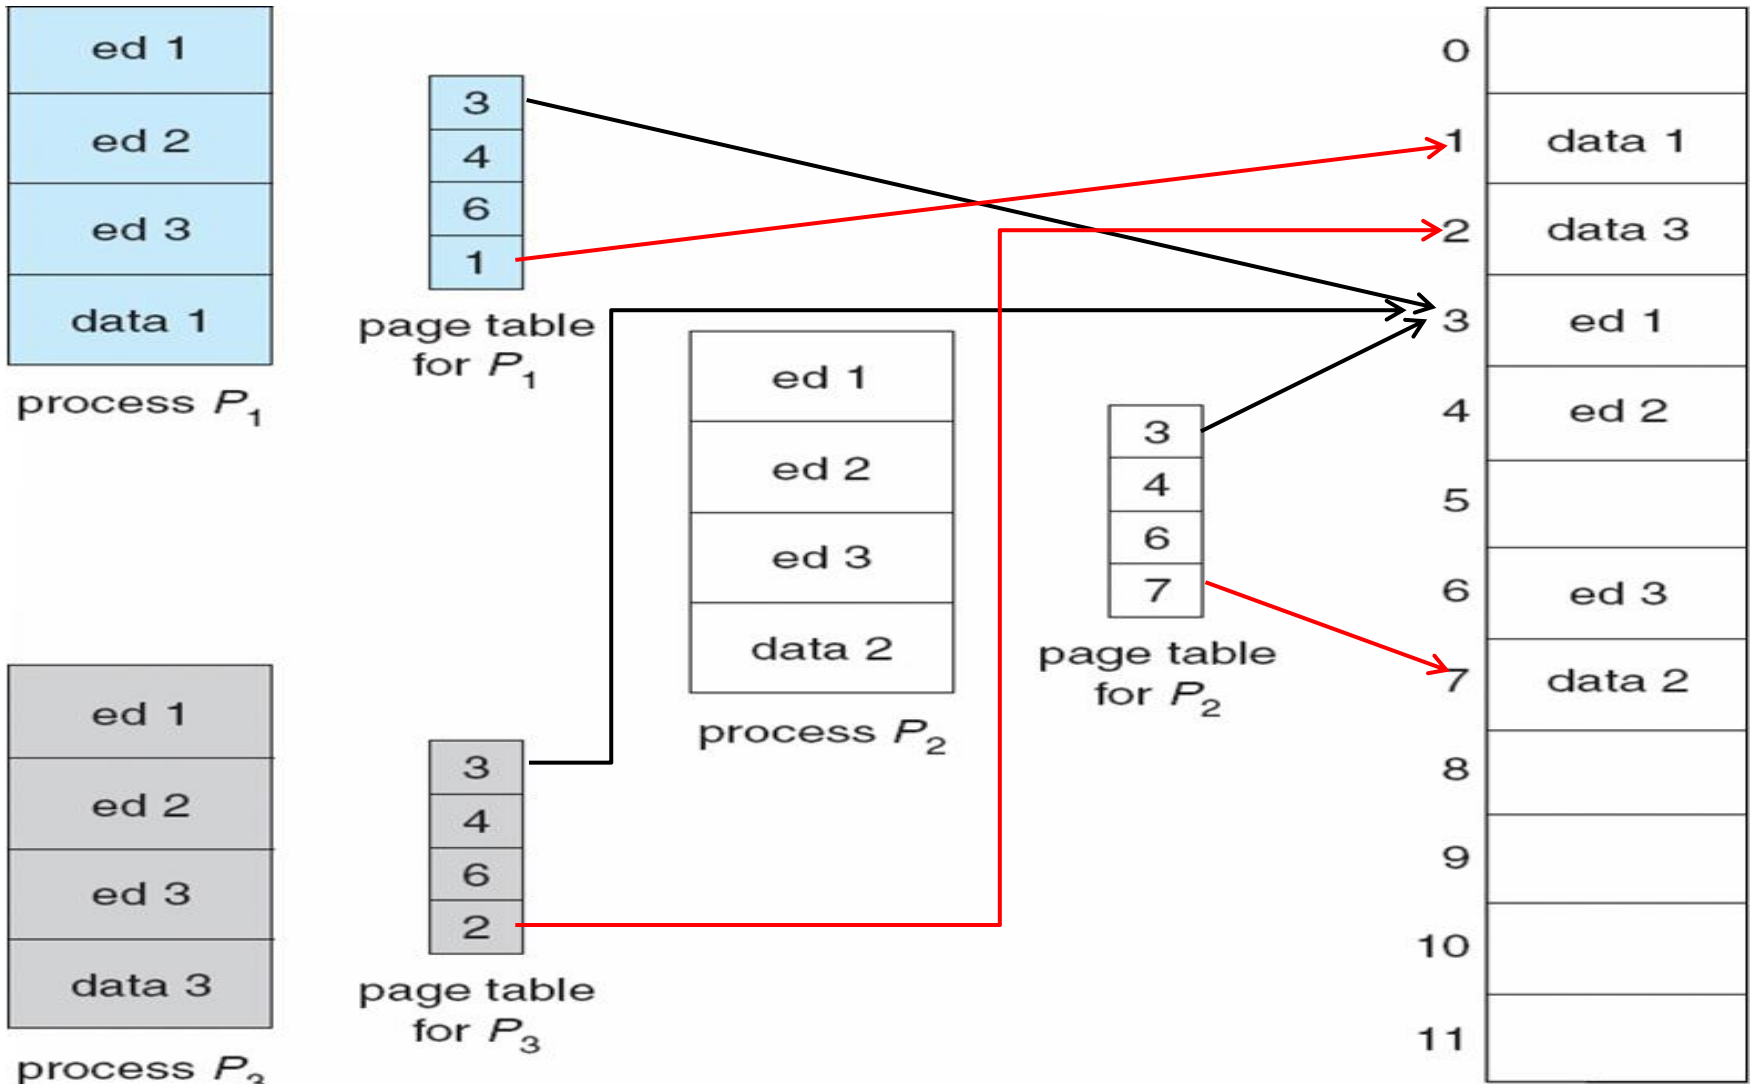 ed 1
ed 2
ed 3
data 1
process P1
3
4
6
1
page table
for P1
ed 1
ed 2
ed 3
data 2
process P2
3
4
6
7
page table
for P2
ed 1
ed 2
ed 3
data 3
process P3
3
4
6
2
page table
for P3
0
1 data 1
2 data 3
3 ed 1
4 ed 2
5
6 ed 3
7 data 2
8
9
10
11